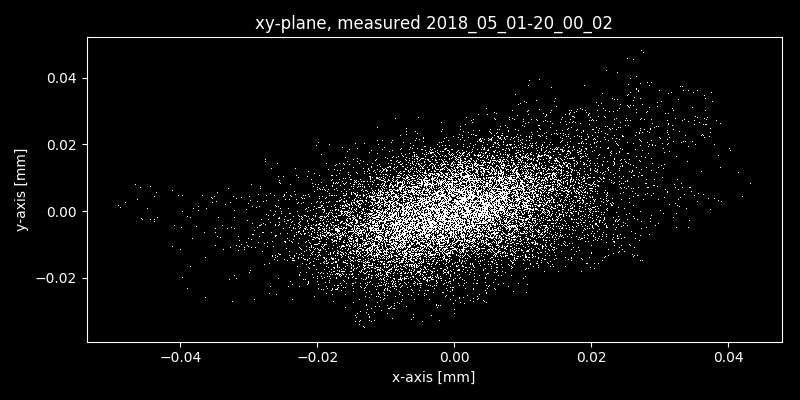 xy-plane, measured 2018_05_01-20_00_02
0.04
0.02
0.00
−0.02
y-axis [mm]
−0.04 −0.02 0.00 0.02 0.04
x-axis [mm]